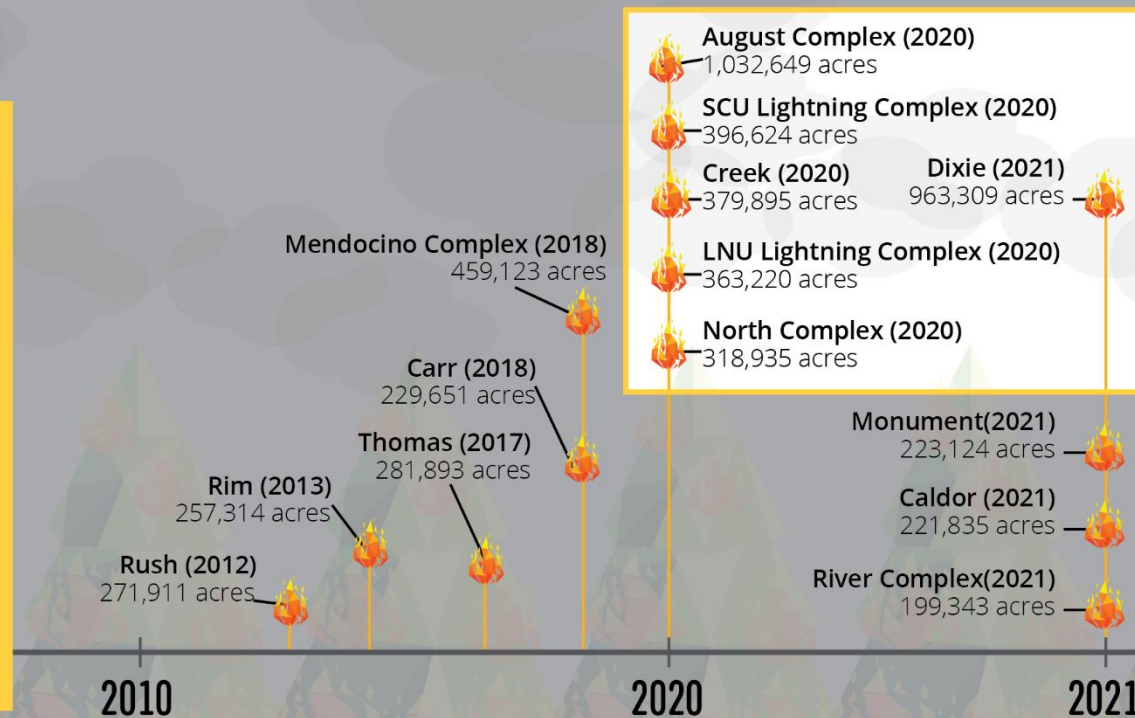 August Complex (2020)
1,032,649 acres
SCU Lightning Complex (2020)
396,624 acres
Creek (2020)
379,895 acres
Dixie (2021)
963,309 acres
LNU Lightning Complex (2020)
363,220 acres
North Complex (2020)
318,935 acres
Mendocino Complex (2018)
459,123 acres
Carr (2018)
229,651 acres
Thomas (2017)
281,893 acres
Rim (2013)
257,314 acres
Rush (2012)
271,911 acres
Monument(2021)
223,124 acres
Caldor (2021)
221,835 acres
River Complex(2021)
199,343 acres
2010
2020
2021